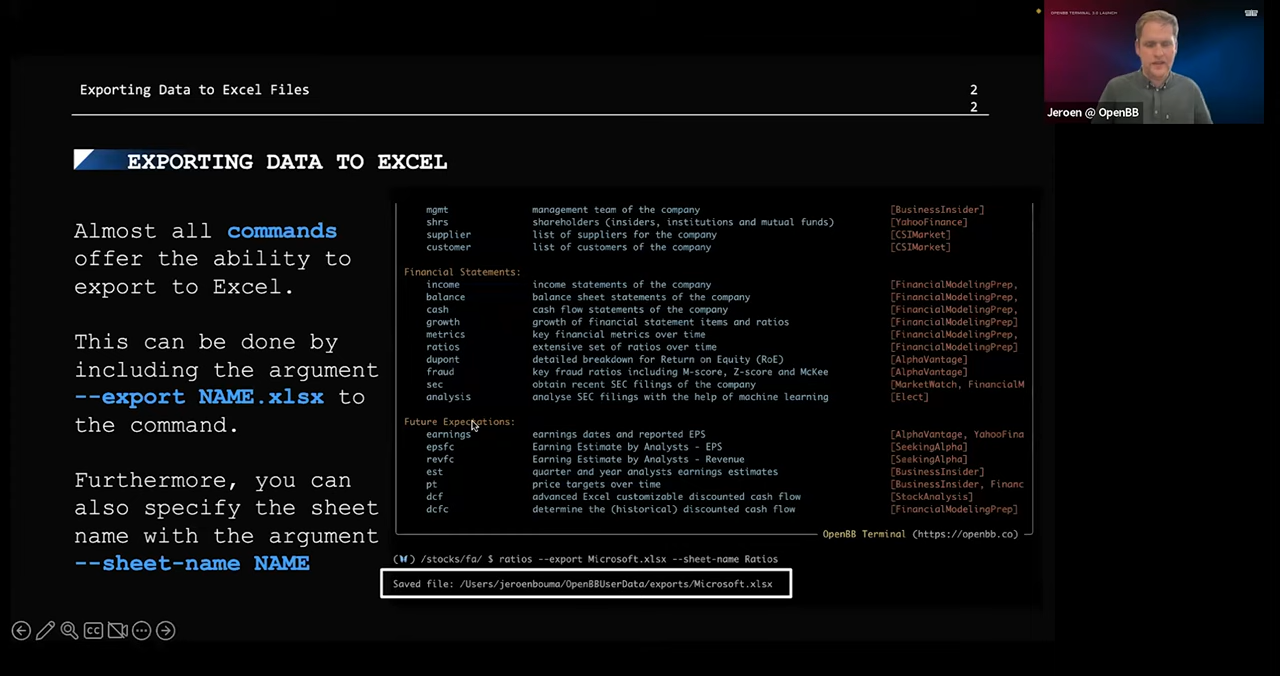 OPENBB TERMINAL 3.0 LAUNCH
Jeroen @ OpenBB
Exporting Data to Excel Files
2
2
EXPORTING DATA TO EXCEL
Almost all commands
offer the ability to
export to Excel.
This can be done by
including the argument
--export NAME.xlsx to
the command.
Furthermore, you can
also specify the sheet
name with the argument
--sheet-name NAME
mgmt management team of the company [BusinessInsider]
shrs shareholders (insiders, institutions and mutual funds) [YahooFinance]
supplier list of suppliers for the company [CSIMarket]
customer list of customers of the company [CSIMarket]
Financial Statements:
income income statements of the company [FinancialModelingPrep,
balance balance sheet statements of the company [FinancialModelingPrep,
cash cash flow statements of the company [FinancialModelingPrep,
growth growth of financial statement items and ratios [FinancialModelingPrep]
metrics key financial metrics over time [FinancialModelingPrep]
ratios extensive set of ratios over time [FinancialModelingPrep]
dupont detailed breakdown for Return on Equity (RoE) [AlphaVantage]
fraud key fraud ratios including M-score, Z-score and McKee [AlphaVantage]
sec obtain recent SEC filings of the company [MarketWatch, FinancialM
analysis analyse SEC filings with the help of machine learning [Elect]
Future Expectations:
earnings earnings dates and reported EPS [AlphaVantage, YahooFina
epsfc Earning Estimate by Analysts - EPS [SeekingAlpha]
revfc Earning Estimate by Analysts - Revenue [SeekingAlpha]
est quarter and year analysts earnings estimates [BusinessInsider]
pt price targets over time [BusinessInsider, Financ
dcf advanced Excel customizable discounted cash flow [StockAnalysis]
dcfc determine the (historical) discounted cash flow [FinancialModelingPrep]
OpenBB Terminal (https://openbb.co)
( ) /stocks/fa/ $ ratios --export Microsoft.xlsx --sheet-name Ratios
Saved file: /Users/jeroenbouma/OpenBBUserData/exports/Microsoft.xlsx
CC